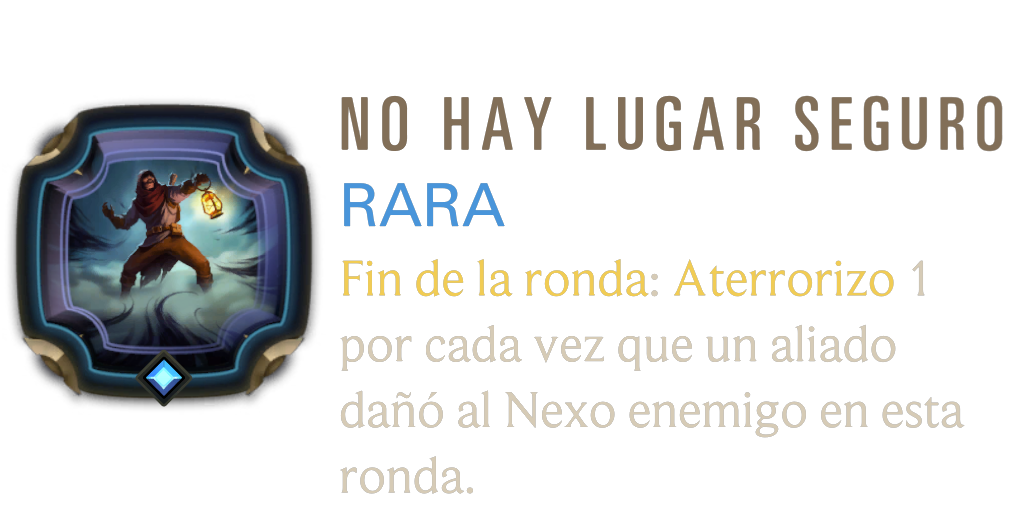 NO HAY LUGAR SEGURO
RARA
Fin de la ronda: Aterrorizo 1
por cada vez que un aliado
dañó al Nexo enemigo en esta
ronda.